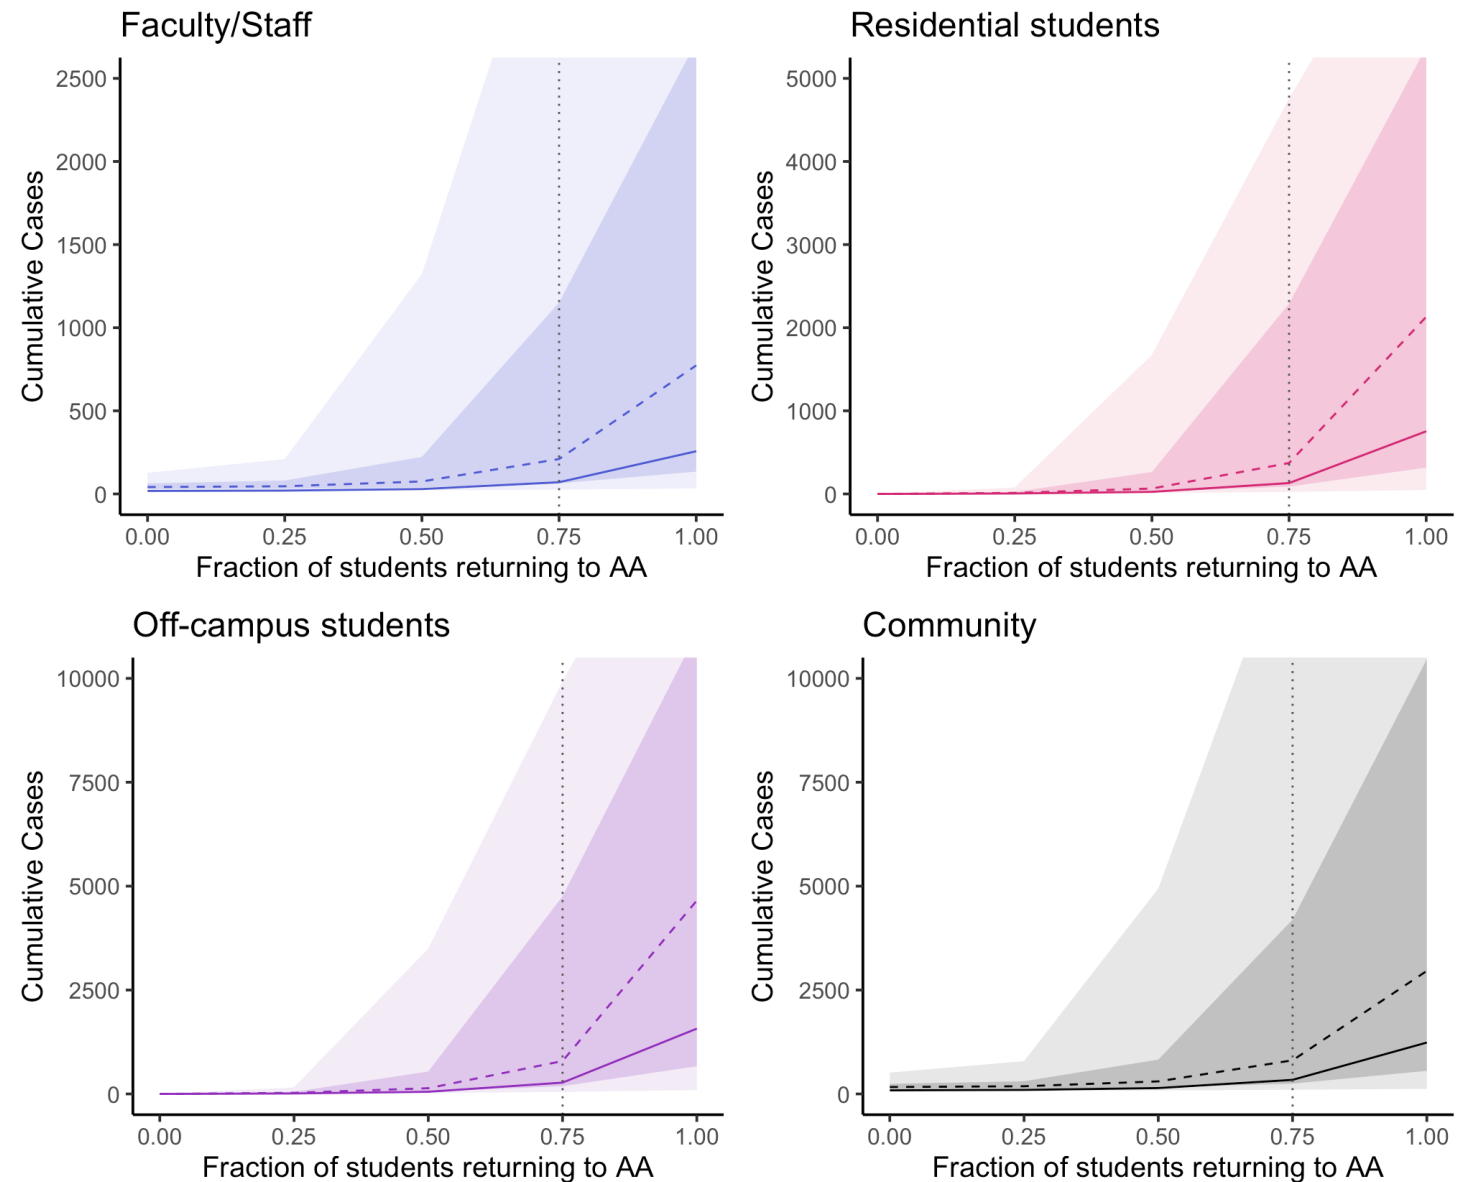 Faculty/Staff
Cumulative Cases
2500
2000
1500
1000
500
0
0.00 0.25 0.50 0.75 1.00
Fraction of students returning to AA
Residential students
Cumulative Cases
5000
4000
3000
2000
1000
0
0.00 0.25 0.50 0.75 1.00
Fraction of students returning to AA
Off-campus students
Cumulative Cases
10000
7500
5000
2500
0
0.00 0.25 0.50 0.75 1.00
Fraction of students returning to AA
Community
Cumulative Cases
10000
7500
5000
2500
0
0.00 0.25 0.50 0.75 1.00
Fraction of students returning to AA